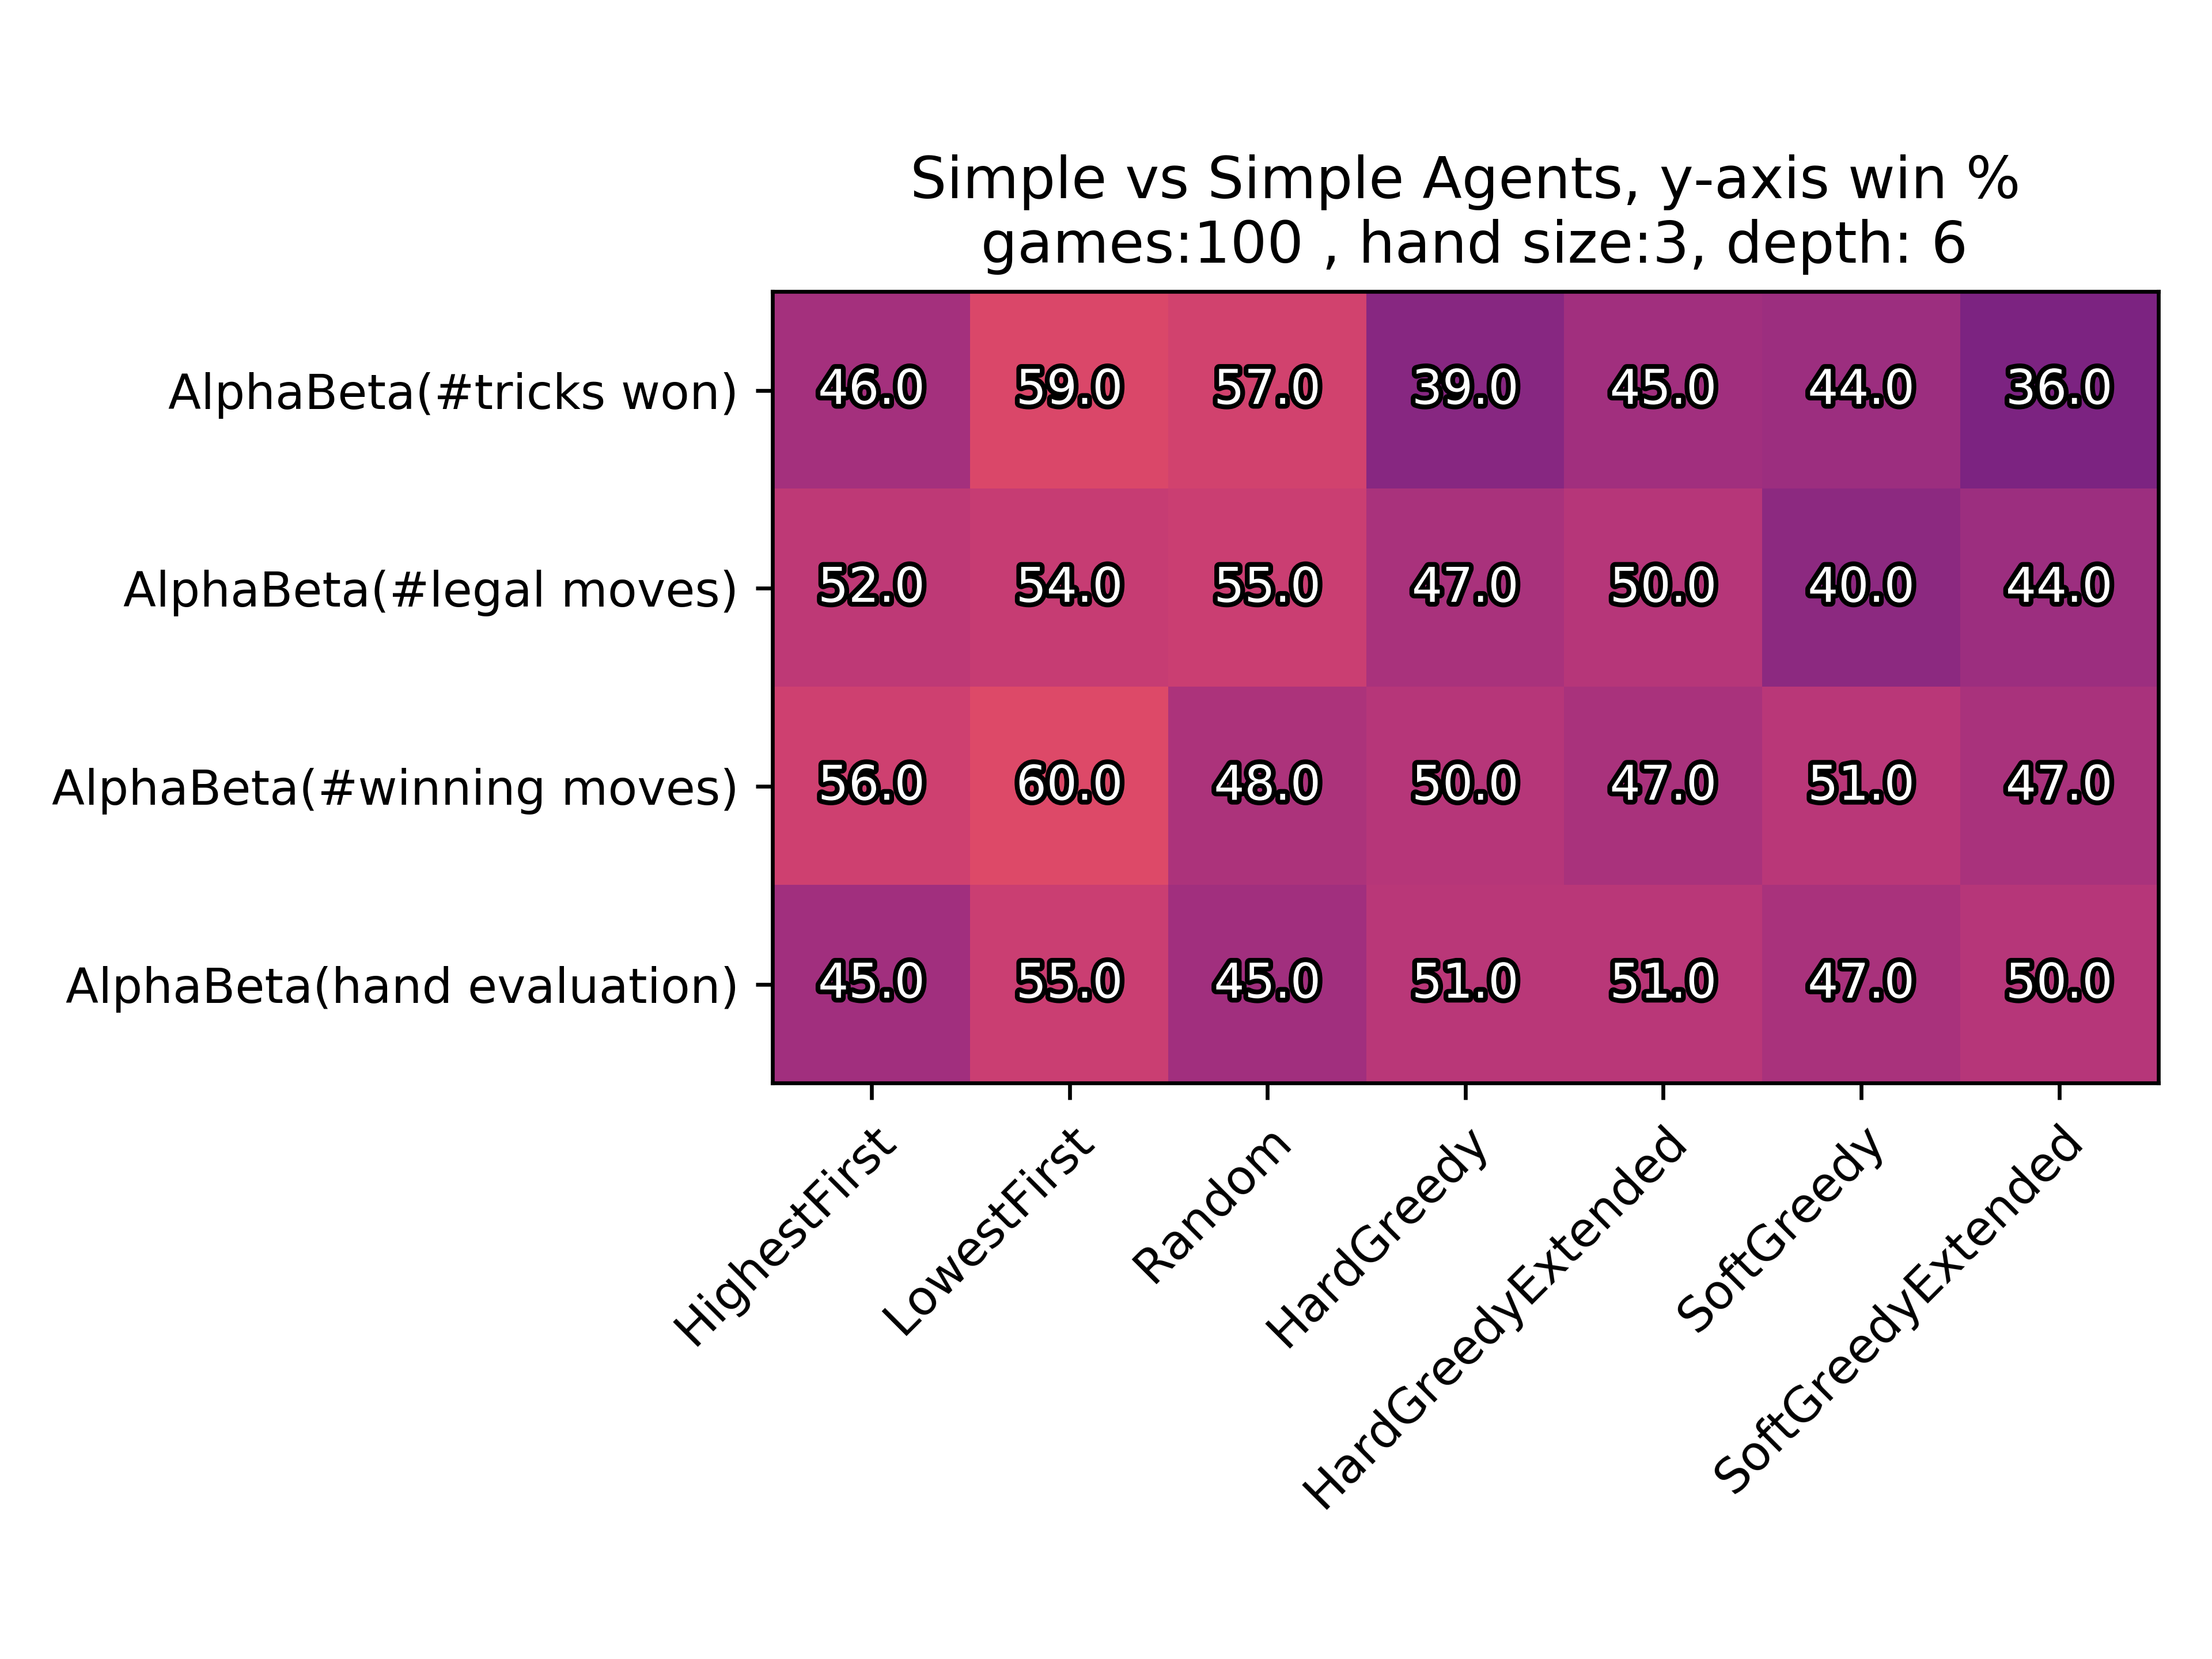 Simple vs Simple Agents, y-axis win %
games:100 , hand size:3, depth: 6
AlphaBeta(#tricks won) 46.0 59.0 57.0 39.0 45.0 44.0 36.0
AlphaBeta(#legal moves) 52.0 54.0 55.0 47.0 50.0 40.0 44.0
AlphaBeta(#winning moves) 56.0 60.0 48.0 50.0 47.0 51.0 47.0
AlphaBeta(hand evaluation) 45.0 55.0 45.0 51.0 51.0 47.0 50.0
HighestFirst
LowestFirst
Random
HardGreedy
HardGreedyExtended
SoftGreedy
SoftGreedyExtended